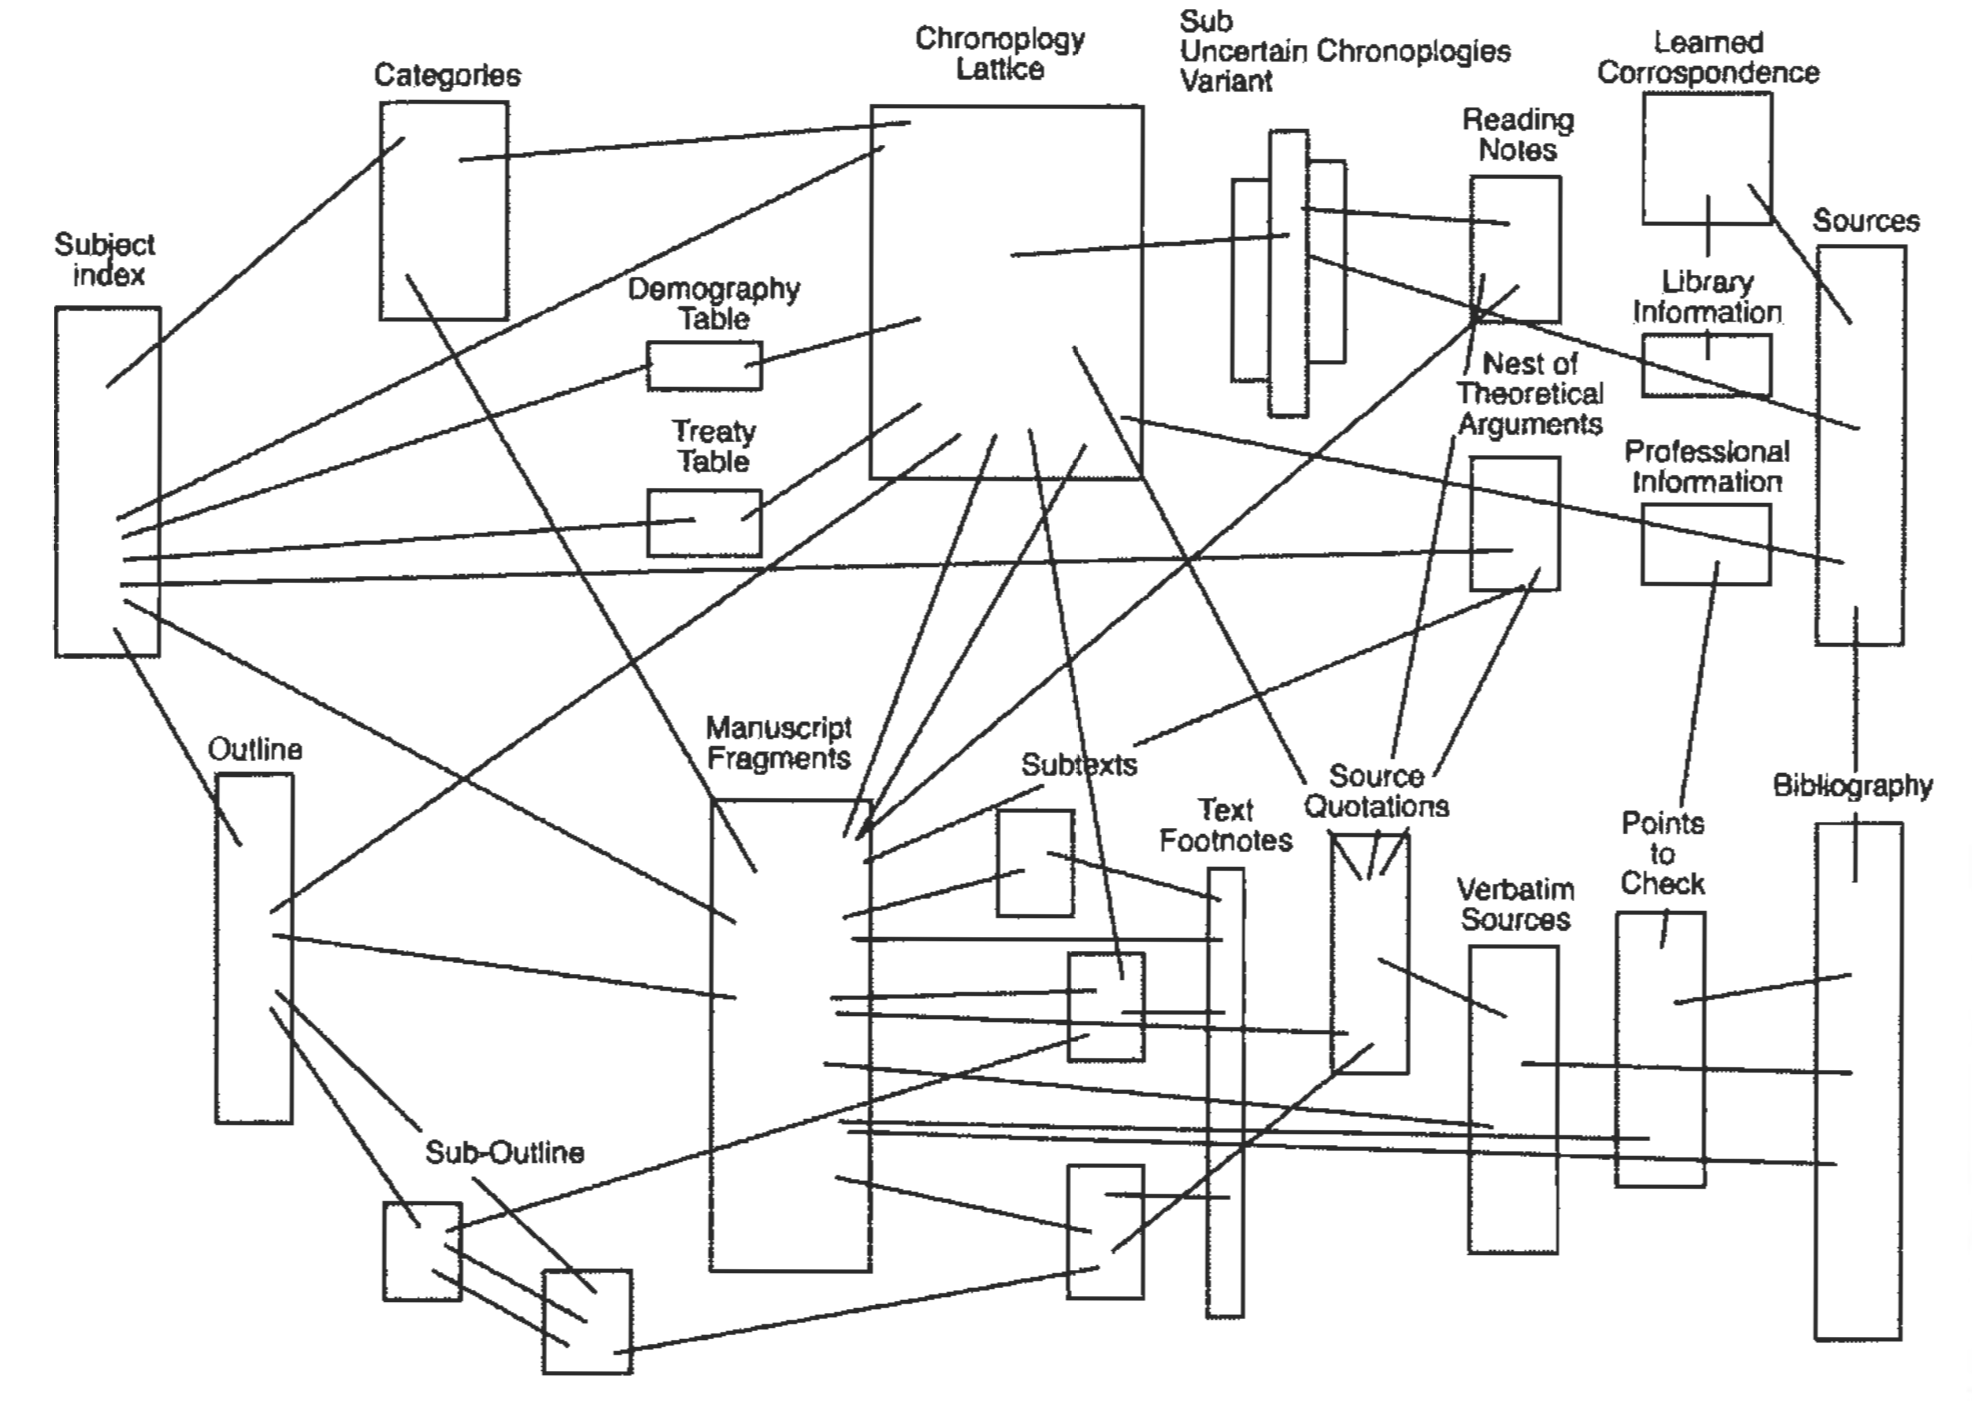 Sub
Uncertain Chronoplogies
Variant
Chronoplogy
Lattice
Learned
Corrospondence
Categories
Reading
Notes
Sources
Subject
index
Demography
Table
Library
Information
Nest of
Theoretical
Arguments
Treaty
Table
Professional
Information
Outline
Manuscript
Fragments
Subtexts
Source
Quotations
Bibliography
Text
Footnotes
Points
to
Check
Verbatim
Sources
Sub-Outline